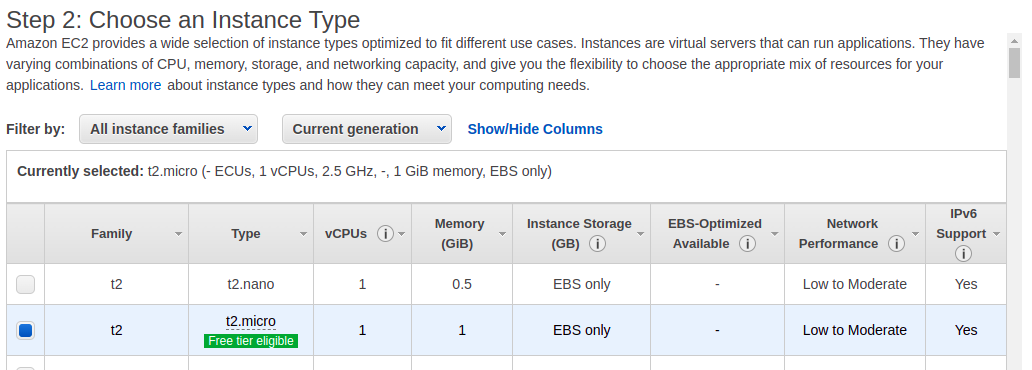 Step 2: Choose an Instance Type
Amazon EC2 provides a wide selection of instance types optimized to fit different use cases. Instances are virtual servers that can run applications. They have
varying combinations of CPU, memory, storage, and networking capacity, and give you the flexibility to choose the appropriate mix of resources for your
applications. Learn more about instance types and how they can meet your computing needs.
Filter by: All instance families Current generation Show/Hide Columns
Currently selected: t2.micro (- ECUs, 1 vCPUs, 2.5 GHz, -, 1 GiB memory, EBS only)
Family Type vCPUs i Memory (GiB) Instance Storage (GB) i EBS-Optimized Available i Network Performance i IPv6 Support i
t2 t2.nano 1 0.5 EBS only - Low to Moderate Yes
t2 t2.micro 1 1 EBS only - Low to Moderate Yes
Free tier eligible